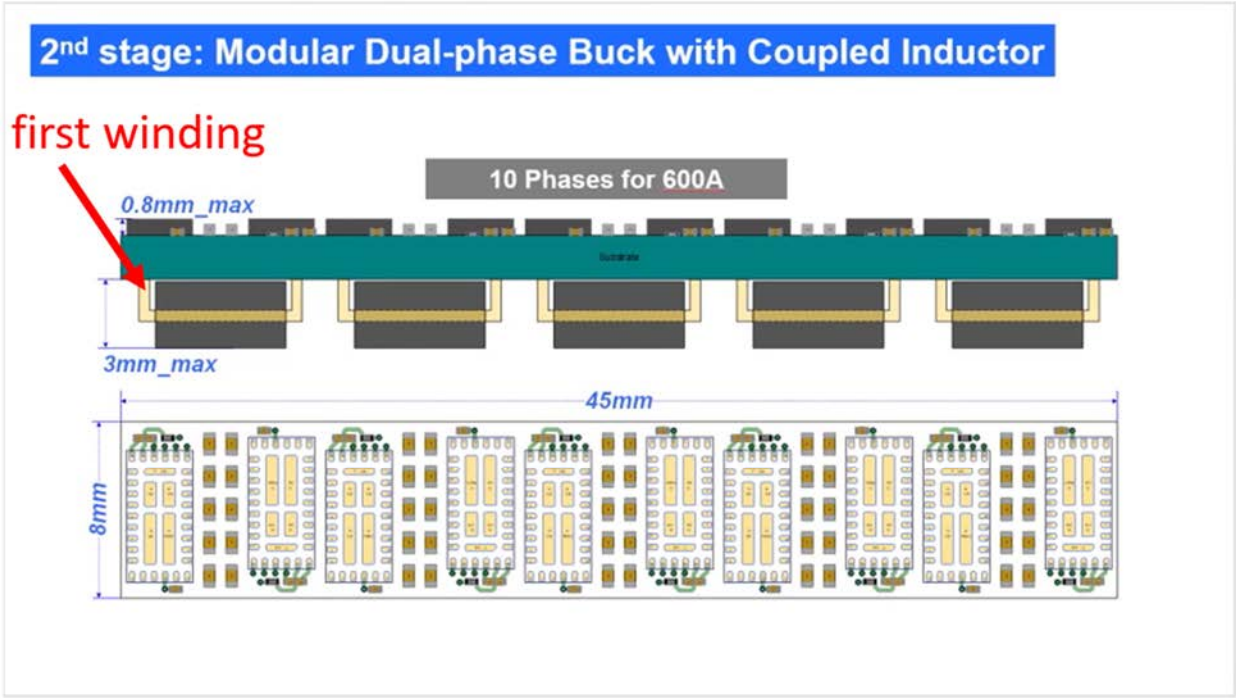 2nd stage: Modular Dual-phase Buck with Coupled Inductor
first winding
10 Phases for 600A
0.8mm_max
Substrate
3mm_max
45mm
8mm